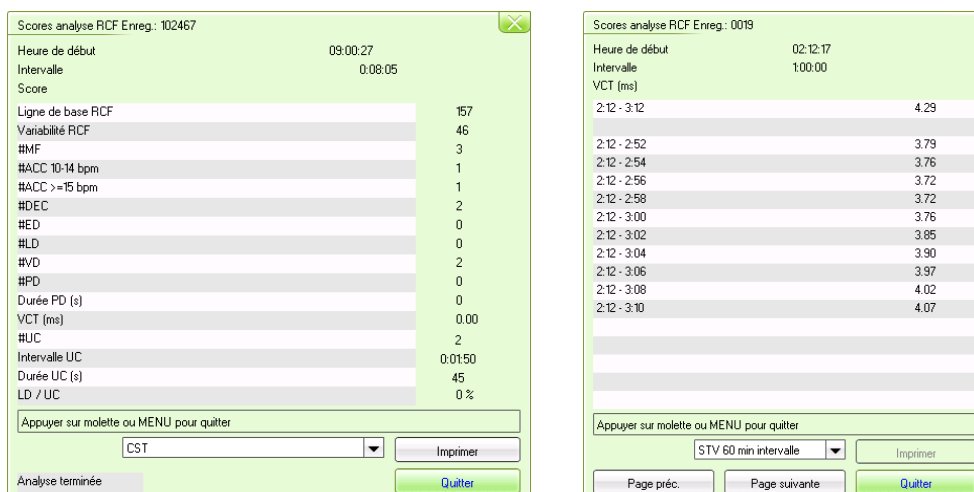 Scores analyse RCF Enreg.: 102467
Heure de début 09:00:27
Intervalle 0:08:05
Score
Ligne de base RCF 157
Variabilité RCF 46
#MF 3
#ACC 10-14 bpm 1
#ACC >=15 bpm 1
#DEC 2
#ED 0
#LD 0
#VD 2
#PD 0
Durée PD (s) 0
VCT (ms) 0.00
#UC 2
Intervalle UC 0:01:50
Durée UC (s) 45
LD / UC 0 %
Appuyer sur molette ou MENU pour quitter
CST Imprimer
Analyse terminée Quitter
Scores analyse RCF Enreg.: 0019
Heure de début 02:12:17
Intervalle 1:00:00
VCT (ms)
2:12 - 3:12 4.29
2:12 - 2:52 3.79
2:12 - 2:54 3.76
2:12 - 2:56 3.72
2:12 - 2:58 3.72
2:12 - 3:00 3.76
2:12 - 3:02 3.85
2:12 - 3:04 3.90
2:12 - 3:06 3.97
2:12 - 3:08 4.02
2:12 - 3:10 4.07
Appuyer sur molette ou MENU pour quitter
STV 60 min intervalle Imprimer
Page préc. Page suivante Quitter